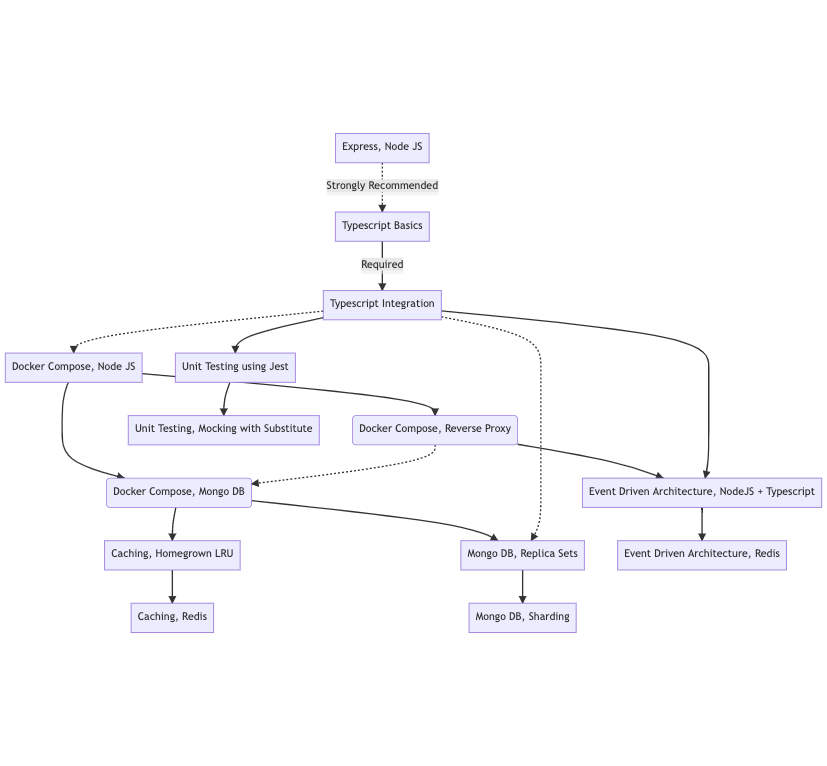 Express, Node JS
Strongly Recommended
Typescript Basics
Required
Typescript Integration
Docker Compose, Node JS
Unit Testing using Jest
Unit Testing, Mocking with Substitute
Docker Compose, Reverse Proxy
Docker Compose, Mongo DB
Event Driven Architecture, NodeJS + Typescript
Caching, Homegrown LRU
Mongo DB, Replica Sets
Event Driven Architecture, Redis
Caching, Redis
Mongo DB, Sharding